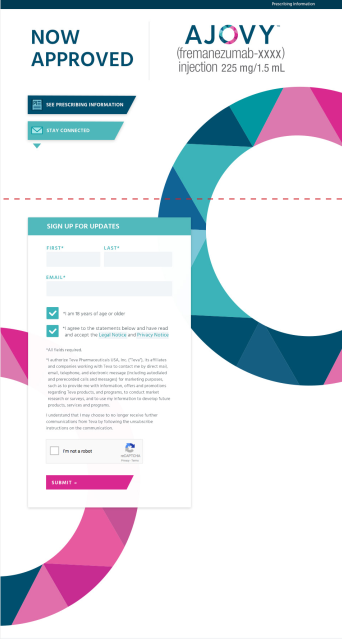 Prescribing Information
NOW
APPROVED
AJOVY™
(fremanezumab-xxxx)
injection 225 mg/1.5 mL
SEE PRESCRIBING INFORMATION
STAY CONNECTED
SIGN UP FOR UPDATES
FIRST* LAST*
EMAIL*
*I am 18 years of age or older
*I agree to the statements below and have read
and accept the Legal Notice and Privacy Notice
*All fields required.
*I authorize Teva Pharmaceuticals USA, Inc. ("Teva"), its affiliates
and companies working with Teva to contact me by direct mail,
email, telephone, and electronic message (including autodialed
and prerecorded calls and messages) for marketing purposes,
such as to provide me with information, offers and promotions
regarding Teva products, and programs, to conduct market
research or surveys, and to use my information to develop future
products, services and programs.
I understand that I may choose to no longer receive further
communications from Teva by following the unsubscribe
instructions on the communication.
I'm not a robot
reCAPTCHA
Privacy - Terms
SUBMIT »